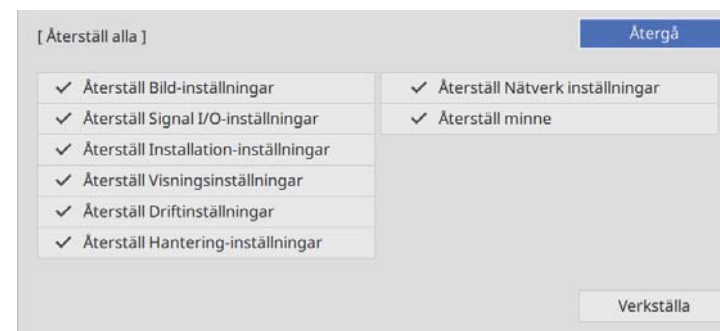 [ Återställ alla ]
Återgå
Återställ Bild-inställningar
Återställ Signal I/O-inställningar
Återställ Installation-inställningar
Återställ Visningsinställningar
Återställ Driftinställningar
Återställ Hantering-inställningar
Återställ Nätverk inställningar
Återställ minne
Verkställa